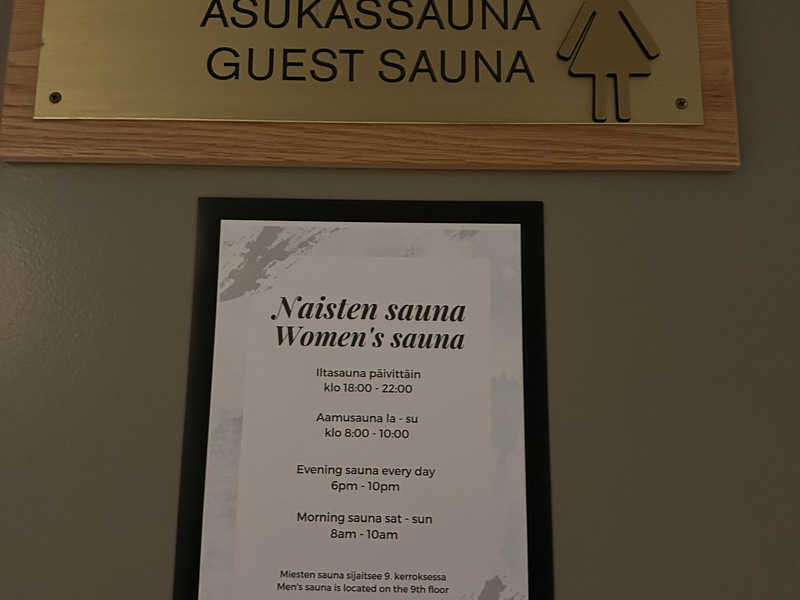 ASUKASSAUNA
GUEST SAUNA
Naisten sauna
Women's sauna
Iltasauna päivittäin
klo 18:00 - 22:00
Aamusauna la - su
klo 8:00 - 10:00
Evening sauna every day
6pm - 10pm
Morning sauna sat - sun
8am - 10am
Miesten sauna sijaitsee 9. kerroksessa
Men's sauna is located on the 9th floor